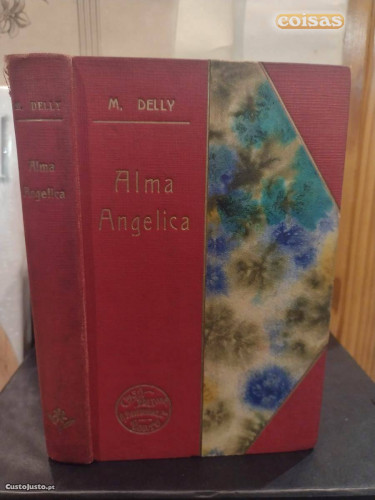 coisas
M. DELLY
Alma
Angelica
DELLY
Alma
Angelica
CustoJusto.pt